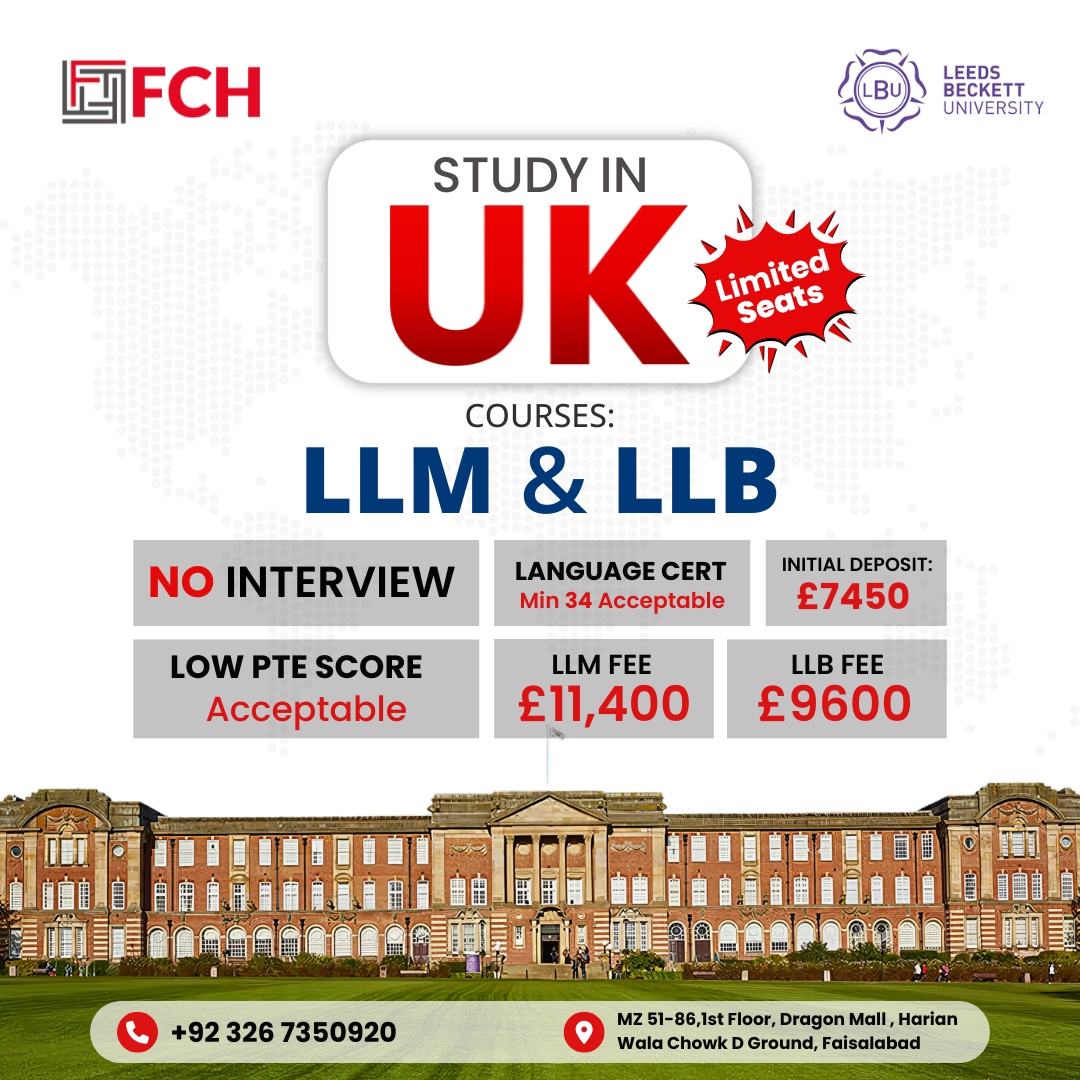 FCH
LEEDS
BECKETT
UNIVERSITY
LBU
STUDY IN
UK
Limited
Seats
COURSES:
LLM & LLB
NO INTERVIEW
LANGUAGE CERT
Min 34 Acceptable
INITIAL DEPOSIT:
£7450
LOW PTE SCORE
Acceptable
LLM FEE
£11,400
LLB FEE
£9600
+92 326 7350920
MZ 51-86,1st Floor, Dragon Mall , Harian
Wala Chowk D Ground, Faisalabad